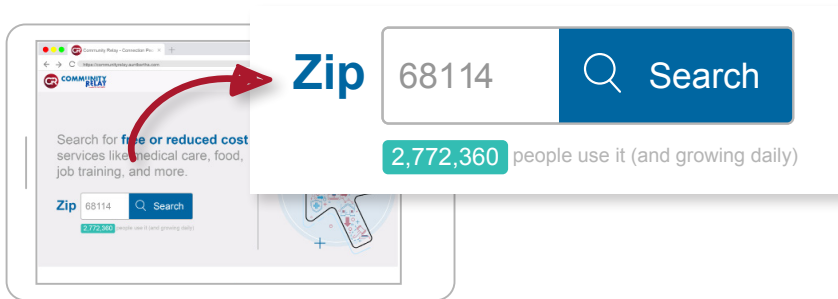 Community Relay - Connection Por
https://communityrelay.auntbertha.com
CR COMMUNITY
RELAY
Search for free or reduced cost
services like medical care, food,
job training, and more.
Zip 68114 Search
2,772,360 people use it (and growing daily)
Zip 68114 Search
2,772,360 people use it (and growing daily)